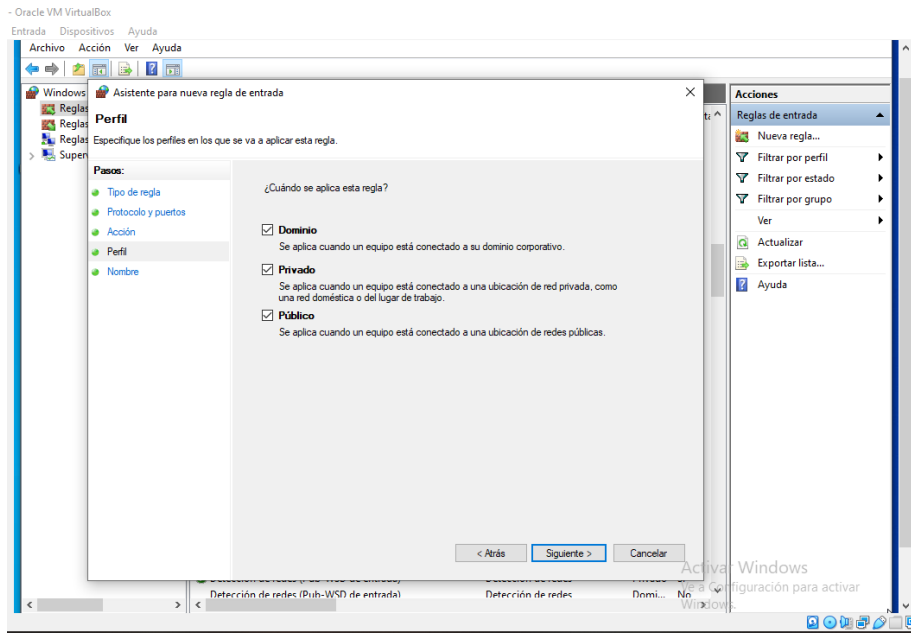 - Oracle VM VirtualBox
Entrada Dispositivos Ayuda
Archivo Acción Ver Ayuda
Windows
Reglas
Reglas
Reglas
Super
Asistente para nueva regla de entrada
Perfil
Especifique los perfiles en los que se va a aplicar esta regla.
Pasos:
Tipo de regla
Protocolo y puertos
Acción
Perfil
Nombre
¿Cuándo se aplica esta regla?
Dominio
Se aplica cuando un equipo está conectado a su dominio corporativo.
Privado
Se aplica cuando un equipo está conectado a una ubicación de red privada, como
una red doméstica o del lugar de trabajo.
Público
Se aplica cuando un equipo está conectado a una ubicación de redes públicas.
< Atrás Siguiente > Cancelar
Acciones
Reglas de entrada
Nueva regla...
Filtrar por perfil
Filtrar por estado
Filtrar por grupo
Ver
Actualizar
Exportar lista...
Ayuda
Detección de redes (Pub-WSD de entrada) Detección de redes Domi... No
Activar Windows
Ve a Configuración para activar
Windows.